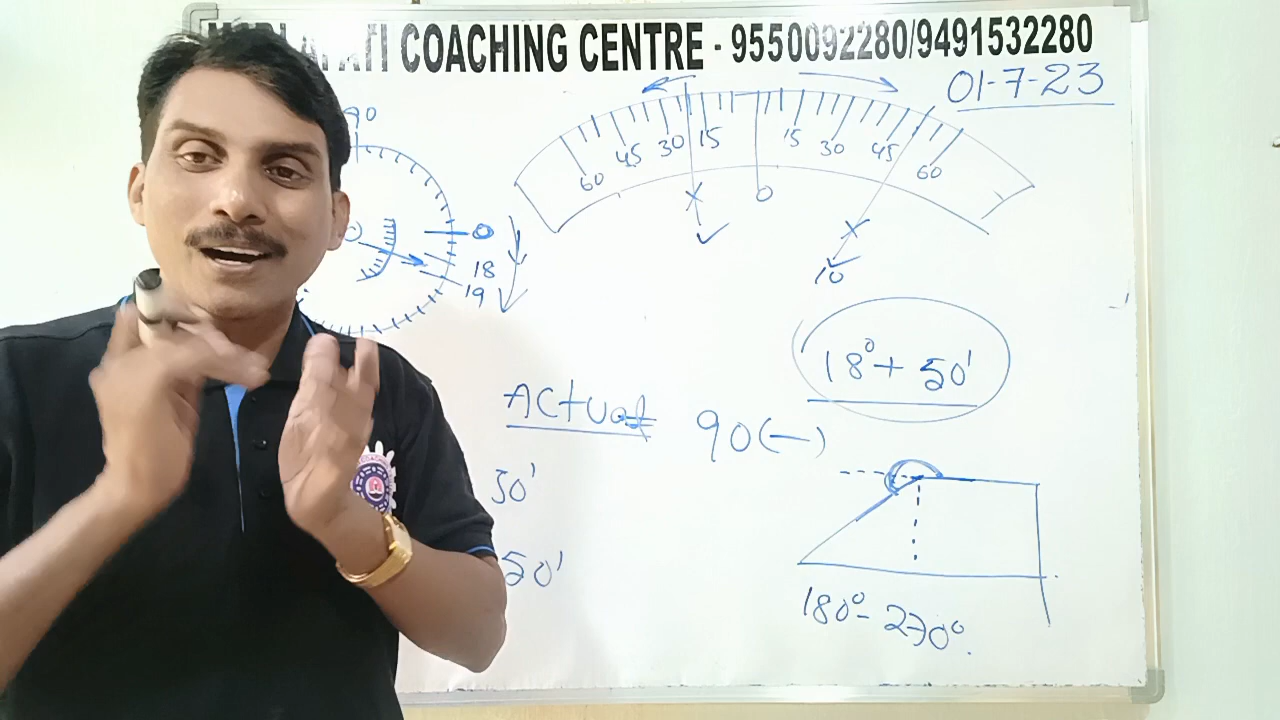 COACHING CENTRE - 9550092280/9491532280
01-7-23
90
60 45 30 15 0 15 30 45 60
0
18
19
10
18° + 50'
Actual 90(-)
30'
50'
180° - 270°.